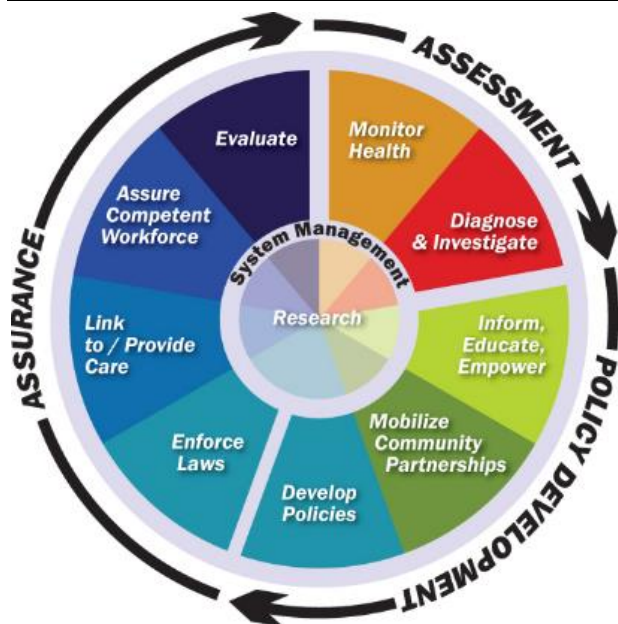 ASSESSMENT
POLICY DEVELOPMENT
ASSURANCE
Monitor
Health
Diagnose
& Investigate
Inform,
Educate,
Empower
Mobilize
Community
Partnerships
Develop
Policies
Enforce
Laws
Link
to / Provide
Care
Assure
Competent
Workforce
Evaluate
System Management
Research